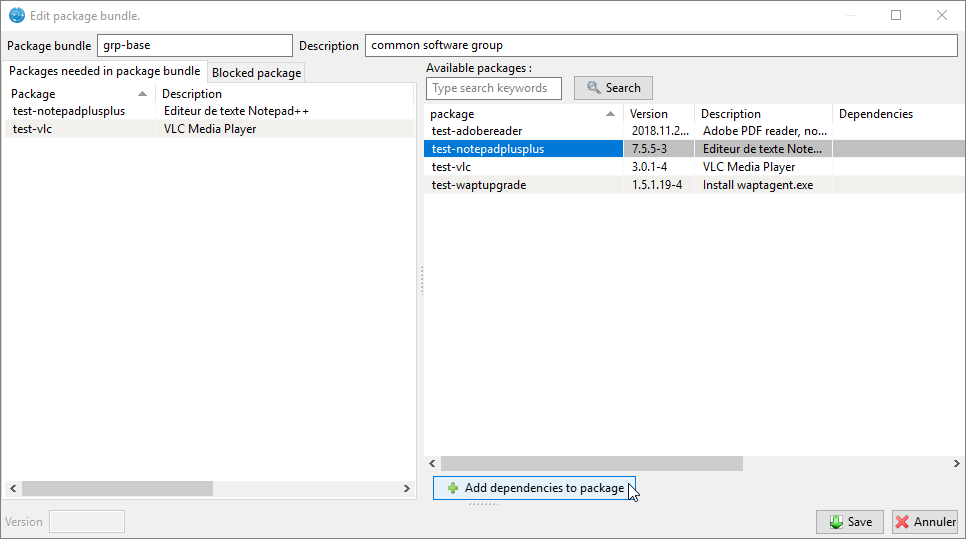 Edit package bundle.
Package bundle grp-base Description common software group
Packages needed in package bundle Blocked package
Package Description
test-notepadplusplus Editeur de texte Notepad++
test-vlc VLC Media Player
Available packages :
Type search keywords Search
package Version Description Dependencies
test-adobereader 2018.11.2... Adobe PDF reader, no...
test-notepadplusplus 7.5.5-3 Editeur de texte Note...
test-vlc 3.0.1-4 VLC Media Player
test-waptupgrade 1.5.1.19-4 Install waptagent.exe
Add dependencies to package
Version Save Annuler